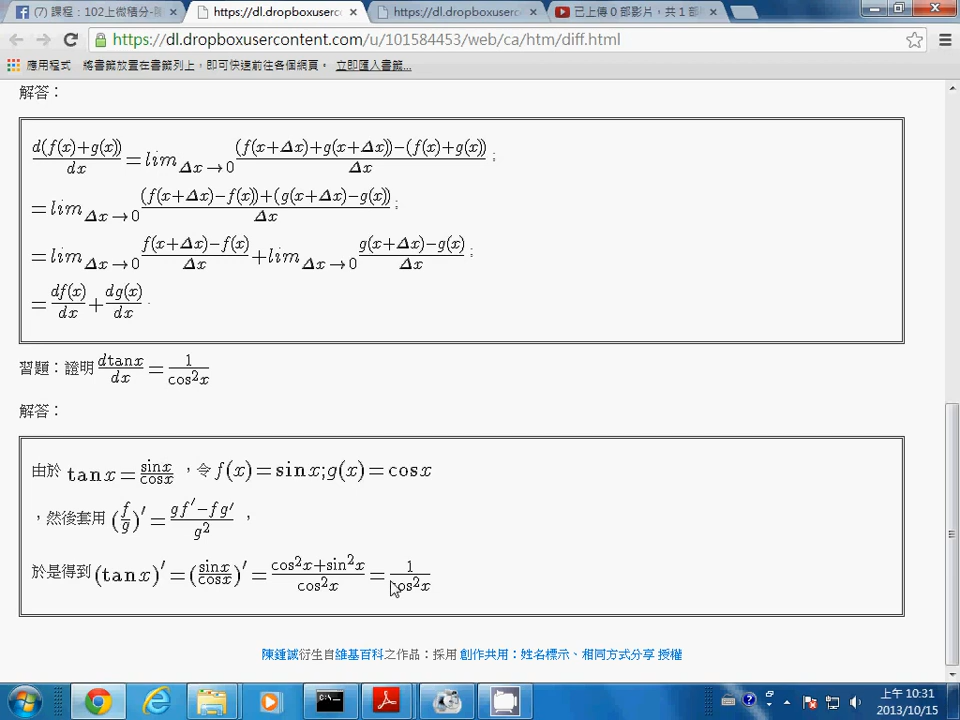 (7) 課程：102上微積分-陳
https://dl.dropboxuserco
https://dl.dropboxuserco
已上傳 0 部影片，共 1 部
https://dl.dropboxusercontent.com/u/101584453/web/ca/htm/diff.html
應用程式 將書籤放置在書籤列上，即可快速前往各個網頁。 立即匯入書籤...
解答：
d(f(x)+g(x))/dx = lim Δx→0 (f(x+Δx)+g(x+Δx))−(f(x)+g(x))/Δx ;
= lim Δx→0 (f(x+Δx)−f(x))+(g(x+Δx)−g(x))/Δx ;
= lim Δx→0 f(x+Δx)−f(x)/Δx + lim Δx→0 g(x+Δx)−g(x)/Δx ;
= df(x)/dx + dg(x)/dx .
習題：證明 dtanx/dx = 1/cos²x
解答：
由於 tanx = sinx/cosx ，令 f(x)=sinx;g(x)=cosx
，然後套用 (f/g)′ = gf′−fg′/g² ，
於是得到 (tanx)′ = (sinx/cosx)′ = cos²x+sin²x/cos²x = 1/cos²x
陳鍾誠衍生自維基百科之作品：採用 創作共用：姓名標示、相同方式分享 授權
上午 10:31
2013/10/15